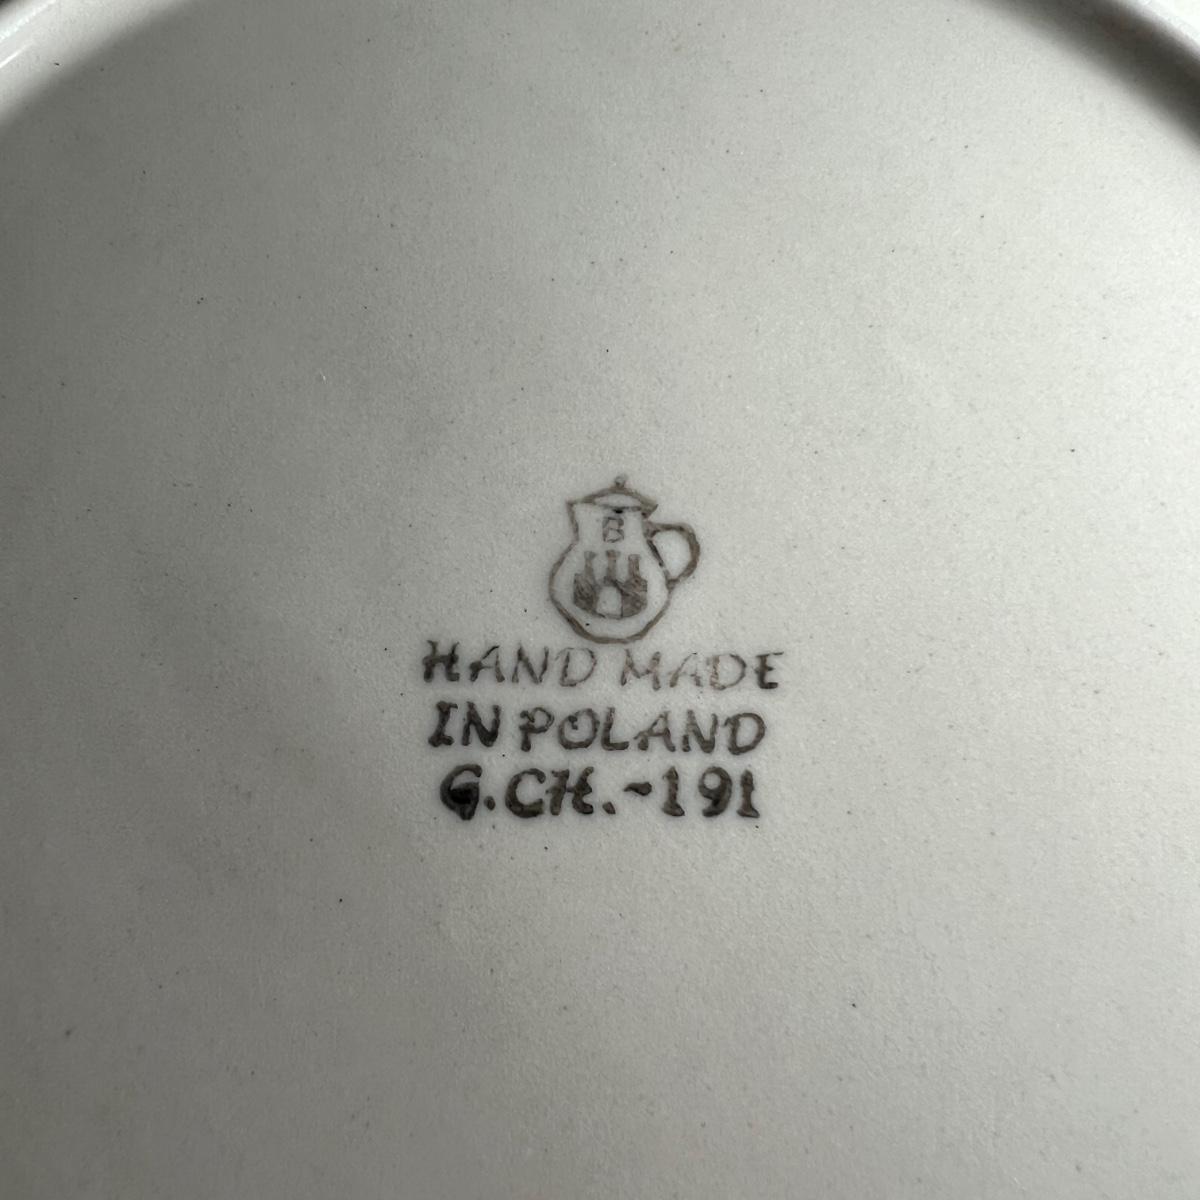 B
HAND MADE
IN POLAND
G.CH.-191